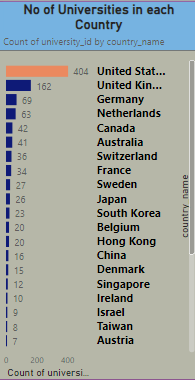 No of Universities in each
Country
Count of university_id by country_name
404 United Stat...
162 United Kin...
69 Germany
63 Netherlands
42 Canada
41 Australia
36 Switzerland
34 France
27 Sweden
26 Japan
23 South Korea
20 Belgium
20 Hong Kong
16 China
15 Denmark
12 Singapore
10 Ireland
9 Israel
8 Taiwan
7 Austria
country_name
0 200 400
Count of universi...